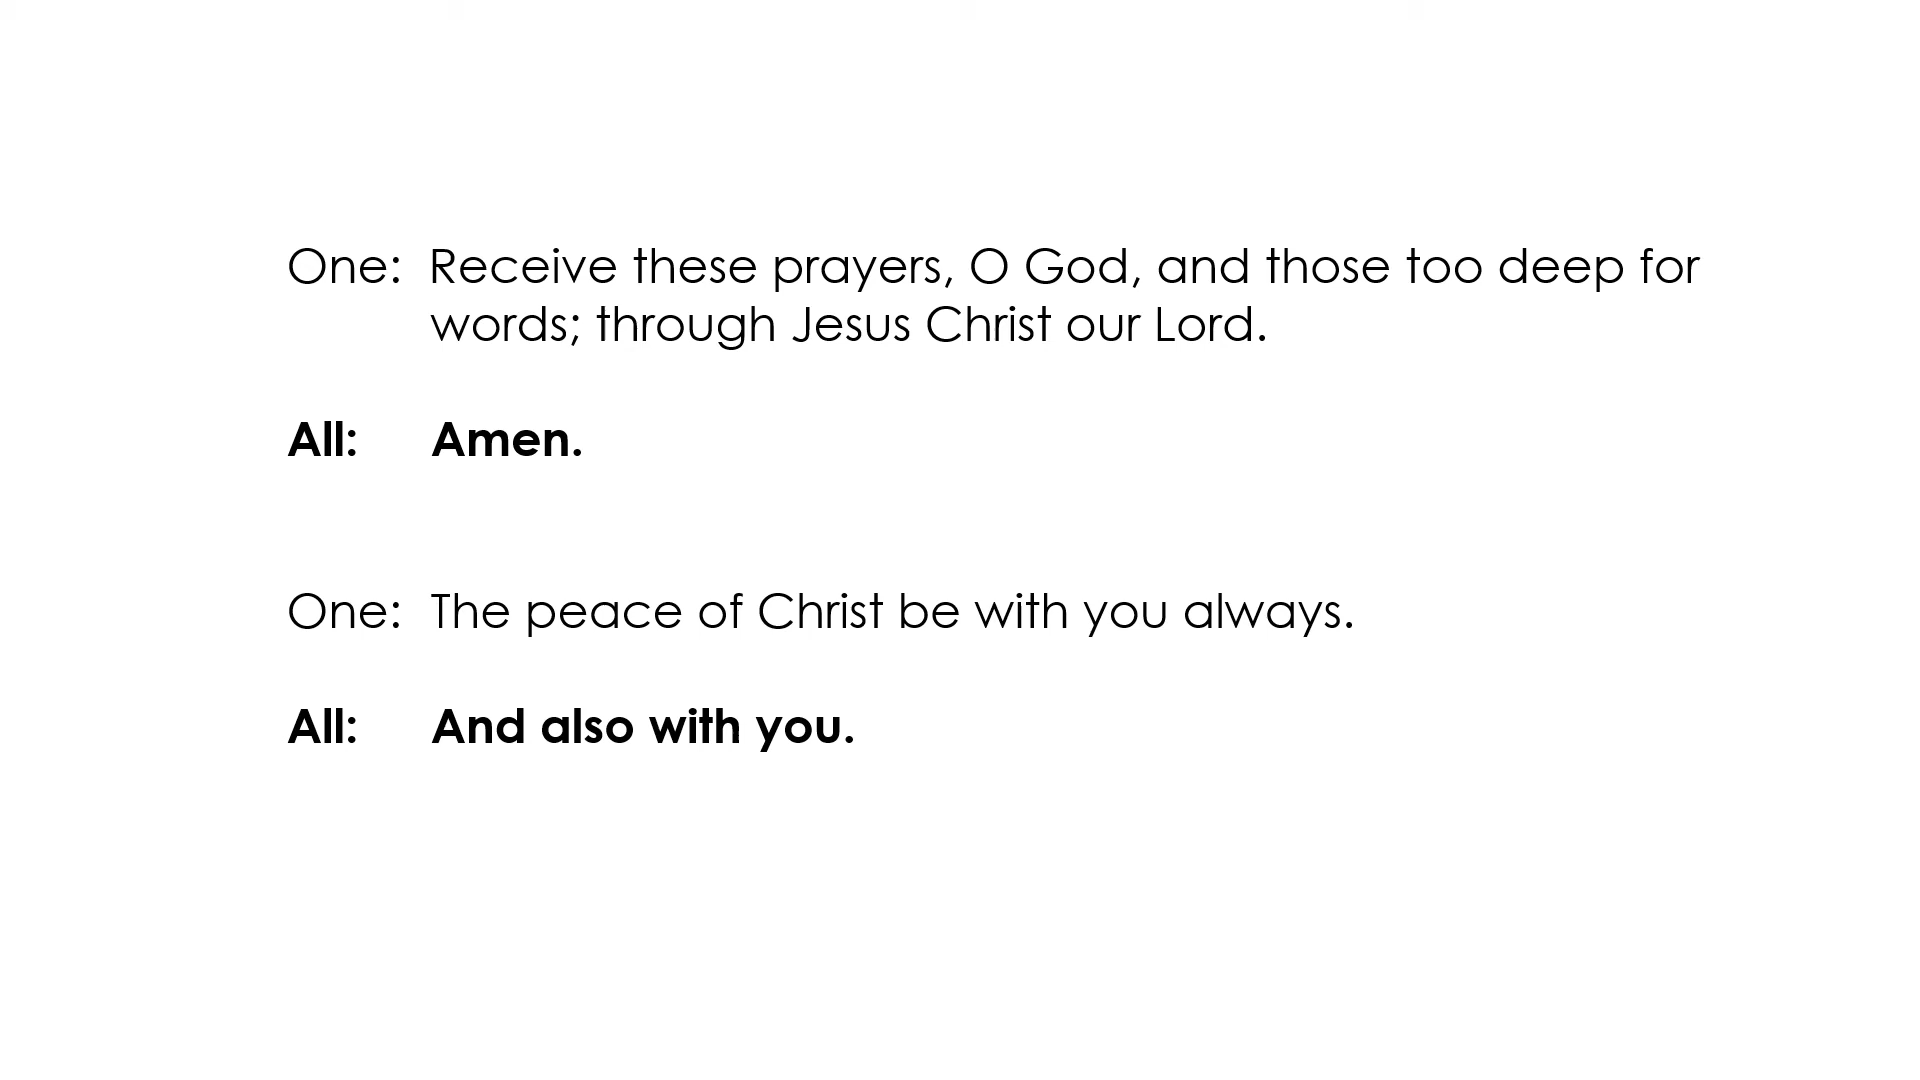 One: Receive these prayers, O God, and those too deep for
words; through Jesus Christ our Lord.
All: Amen.
One: The peace of Christ be with you always.
All: And also with you.